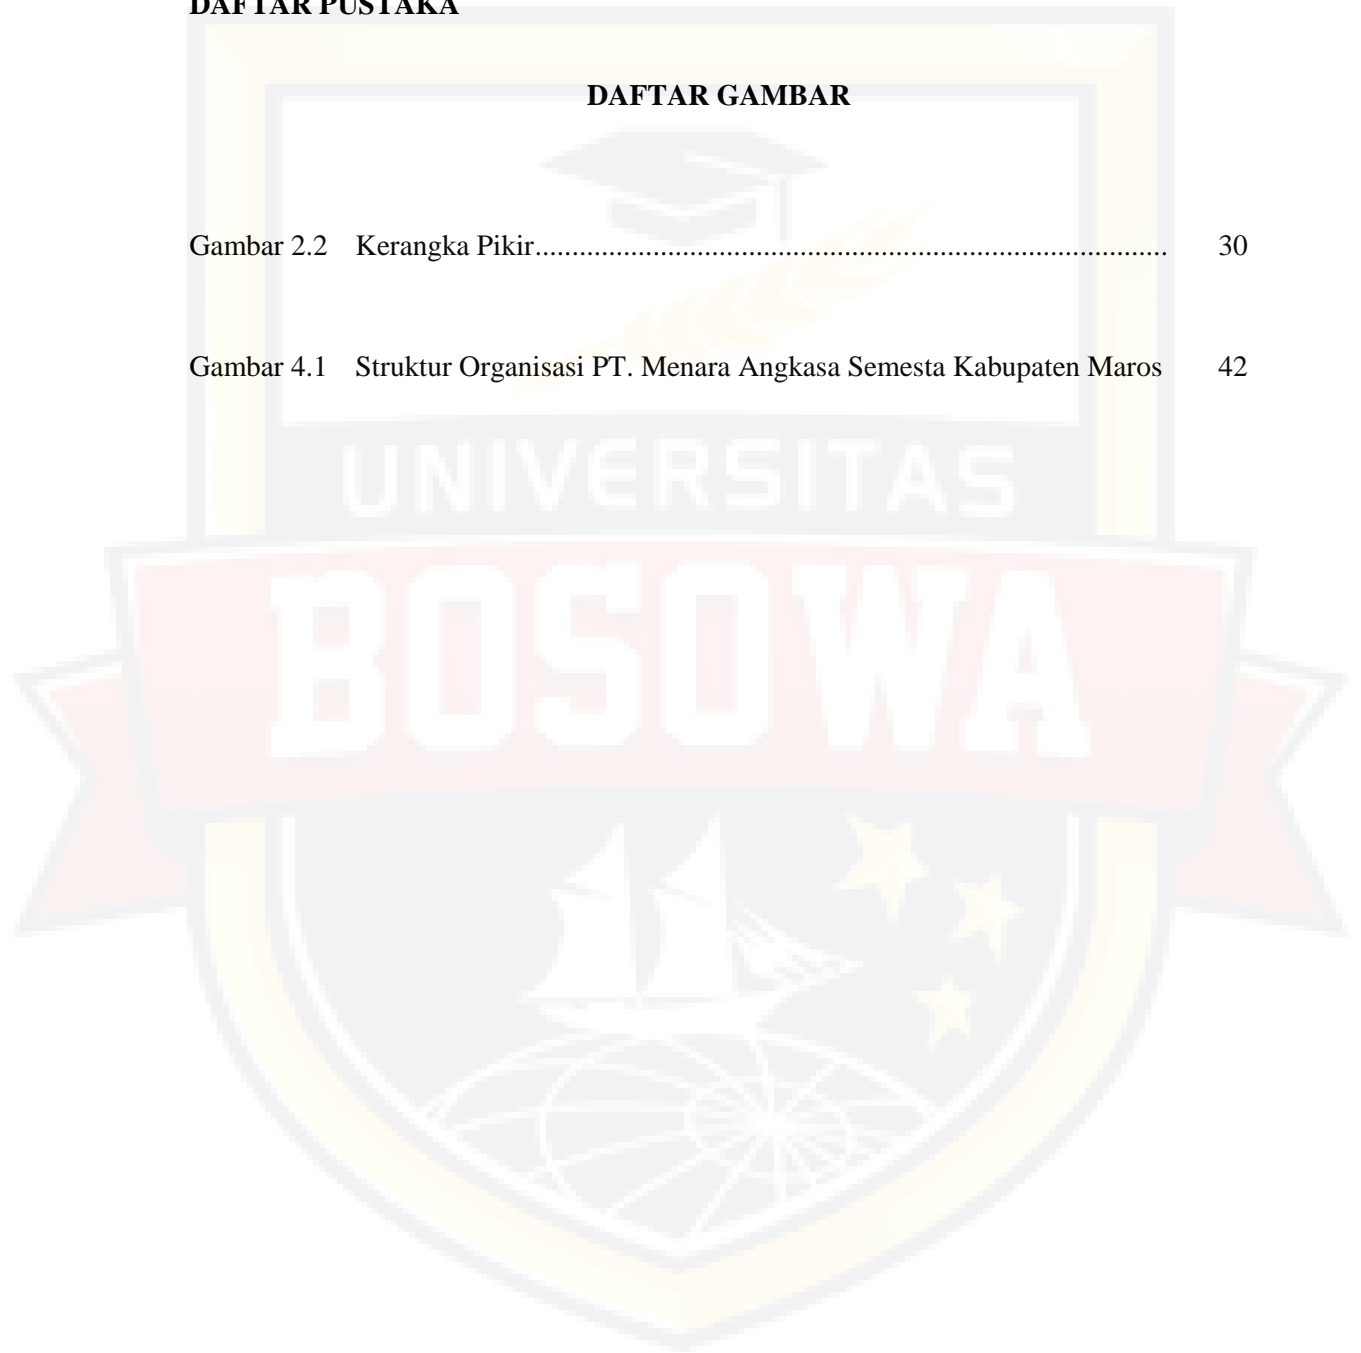 DAFTAR PUSTAKA
DAFTAR GAMBAR
Gambar 2.2 Kerangka Pikir..................................................................................... 30
Gambar 4.1 Struktur Organisasi PT. Menara Angkasa Semesta Kabupaten Maros 42
UNIVERSITAS
BOSOWA